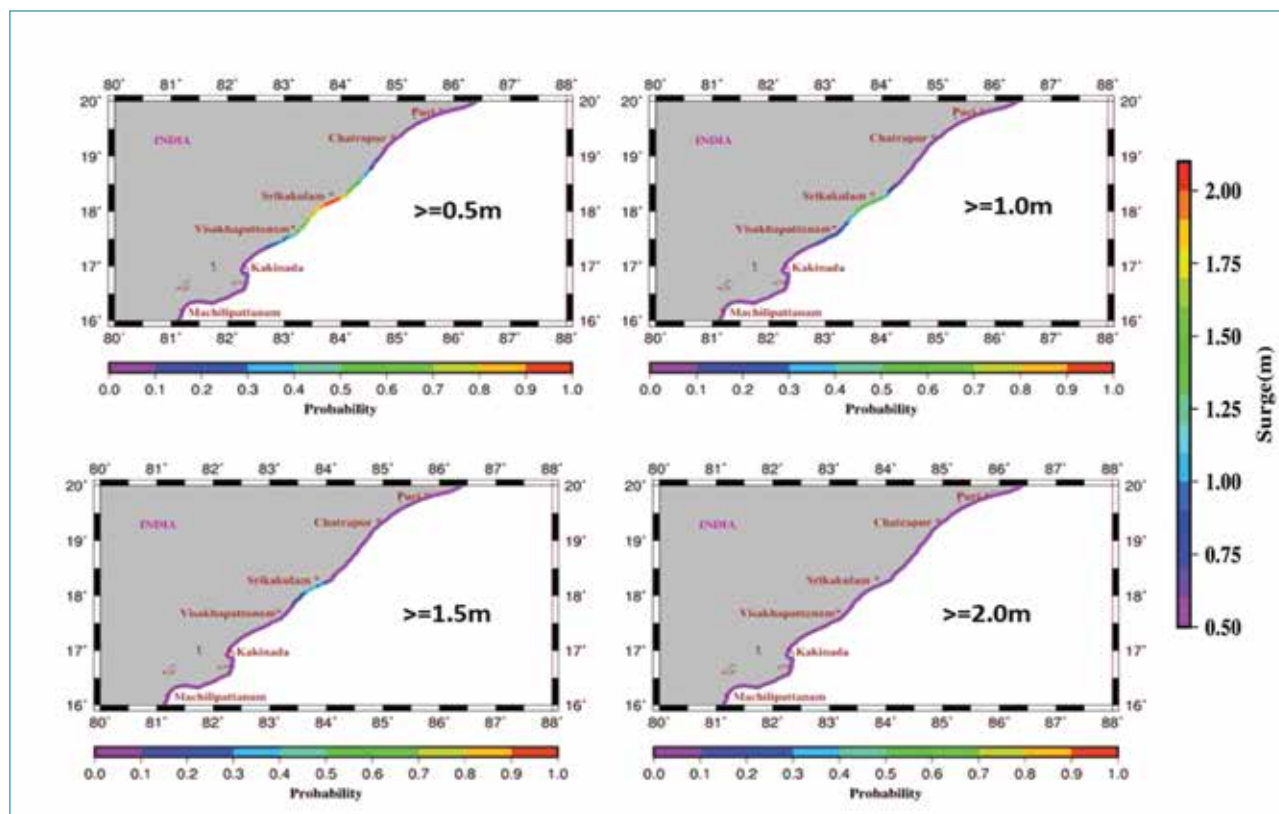 80° 81° 82° 83° 84° 85° 86° 87° 88°
20° 20°
Puri
INDIA
Chatrapur
19° 19°
Srikakulam
18° 18°
>=0.5m
Visakhapattanam
17° 17°
Kakinada
16° 16°
Machilipattanam
80° 81° 82° 83° 84° 85° 86° 87° 88°
0.0 0.1 0.2 0.3 0.4 0.5 0.6 0.7 0.8 0.9 1.0
Probability
80° 81° 82° 83° 84° 85° 86° 87° 88°
20° 20°
Puri
INDIA
Chatrapur
19° 19°
Srikakulam
18° 18°
>=1.0m
Visakhapattanam
17° 17°
Kakinada
16° 16°
Machilipattanam
80° 81° 82° 83° 84° 85° 86° 87° 88°
0.0 0.1 0.2 0.3 0.4 0.5 0.6 0.7 0.8 0.9 1.0
Probability
80° 81° 82° 83° 84° 85° 86° 87° 88°
20° 20°
Puri
INDIA
Chatrapur
19° 19°
Srikakulam
18° 18°
>=1.5m
Visakhapattanam
17° 17°
Kakinada
16° 16°
Machilipattanam
80° 81° 82° 83° 84° 85° 86° 87° 88°
0.0 0.1 0.3 0.4 0.5 0.7 0.8 0.9 1.0
Probability
80° 81° 82° 83° 84° 85° 86° 87° 88°
20° 20°
Puri
INDIA
Chatrapur
19° 19°
Srikakulam
18° 18°
>=2.0m
Visakhapattanam
17° 17°
Kakinada
16° 16°
Machilipattanam
80° 81° 82° 83° 84° 85° 86° 87° 88°
0.0 0.1 0.3 0.4 0.5 0.7 0.8 0.9 1.0
Probability
2.00
1.75
1.50
1.25
1.00
0.75
0.50
Surge(m)